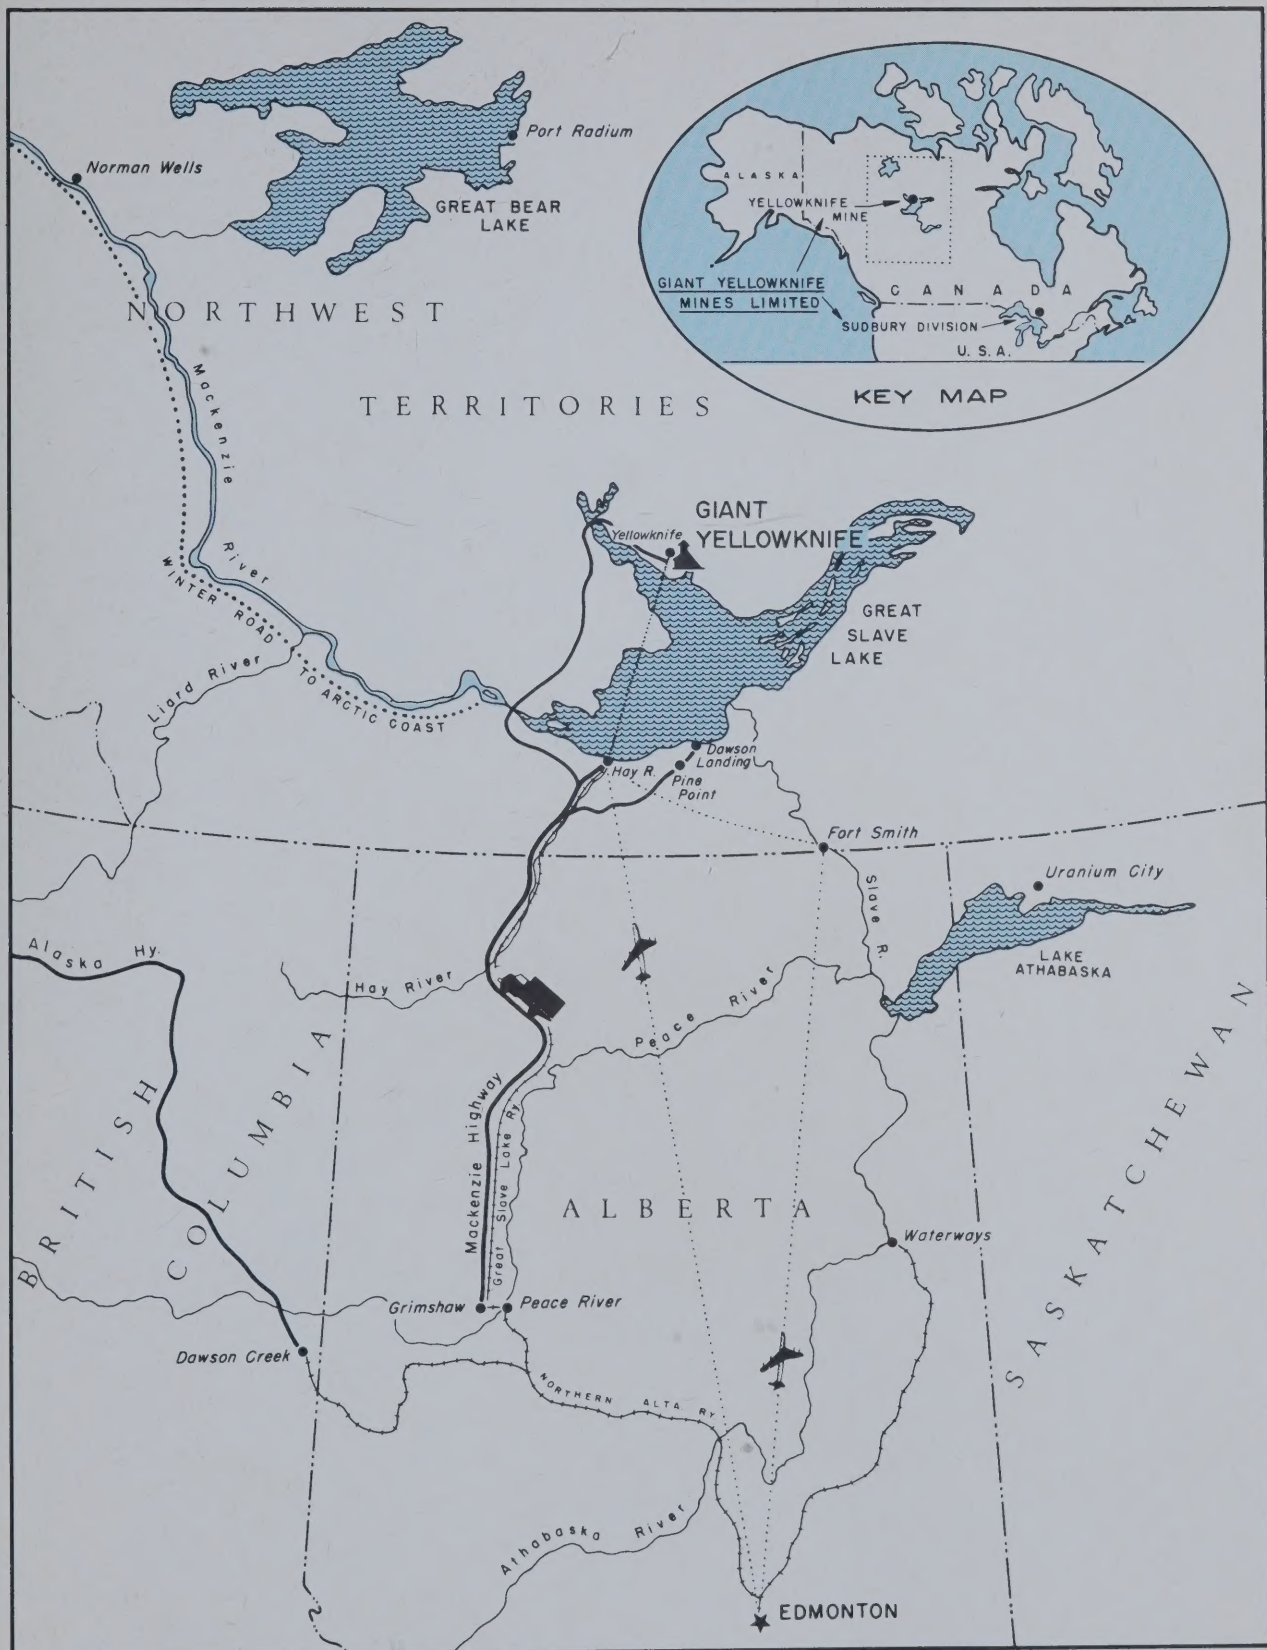 Port Radium
Norman Wells
GREAT BEAR
LAKE
NORTHWEST
TERRITORIES
ALASKA
YELLOWKNIFE
MINE
GIANT YELLOWKNIFE
MINES LIMITED
CANADA
SUDBURY DIVISION
U.S.A.
KEY MAP
Mackenzie
River
WINTER ROAD
TO ARCTIC COAST
Liard River
GIANT
YELLOWKNIFE
Yellowknife
GREAT
SLAVE
LAKE
Dawson
Landing
Hay R.
Pine
Point
Fort Smith
Uranium City
Slave R.
LAKE
ATHABASKA
Alaska Hy.
Hay River
Peace River
BRITISH
COLUMBIA
Mackenzie Highway
Great Slave Lake Ry.
ALBERTA
SASKATCHEWAN
Waterways
Grimshaw
Peace River
Dawson Creek
NORTHERN ALTA. RY.
Athabaska River
EDMONTON